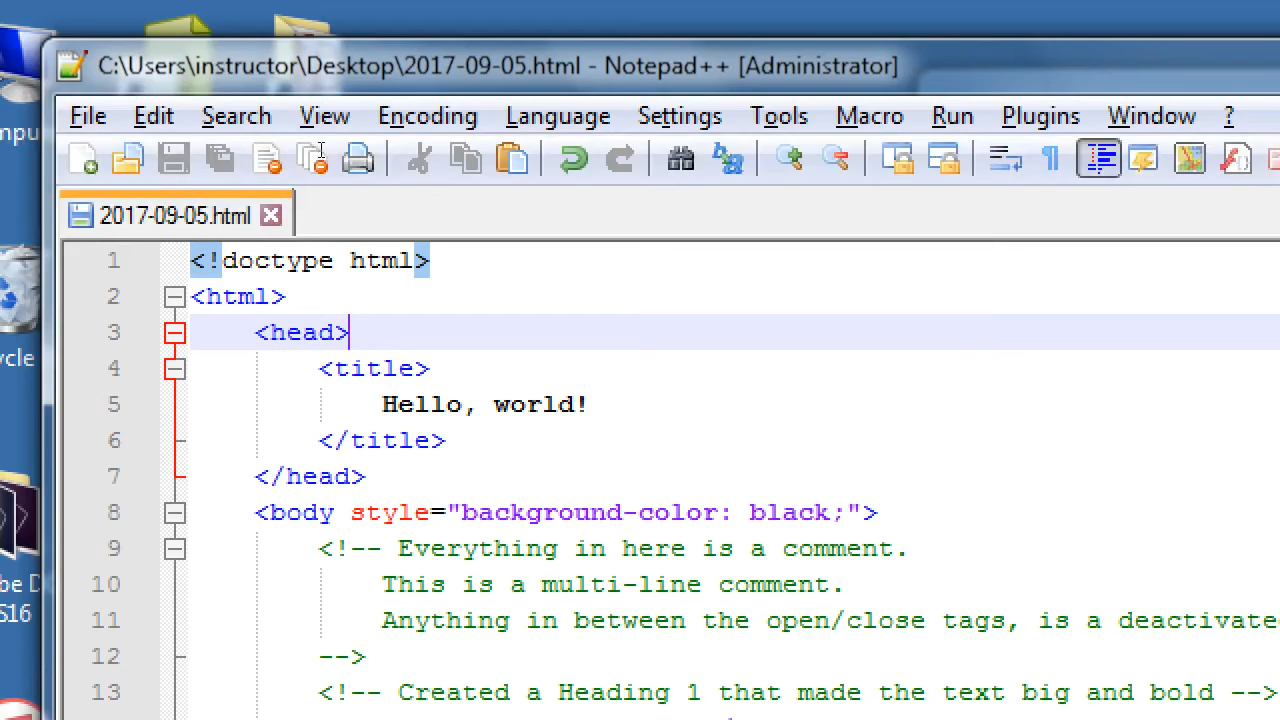 C:\Users\instructor\Desktop\2017-09-05.html - Notepad++ [Administrator]
File Edit Search View Encoding Language Settings Tools Macro Run Plugins Window ?
2017-09-05.html
1 <!doctype html>
2 <html>
3 <head>
4 <title>
5 Hello, world!
6 </title>
7 </head>
8 <body style="background-color: black;">
9 <!-- Everything in here is a comment.
10 This is a multi-line comment.
11 Anything in between the open/close tags, is a deactivate
12 -->
13 <!-- Created a Heading 1 that made the text big and bold -->
mpu
ycle
be D
S16